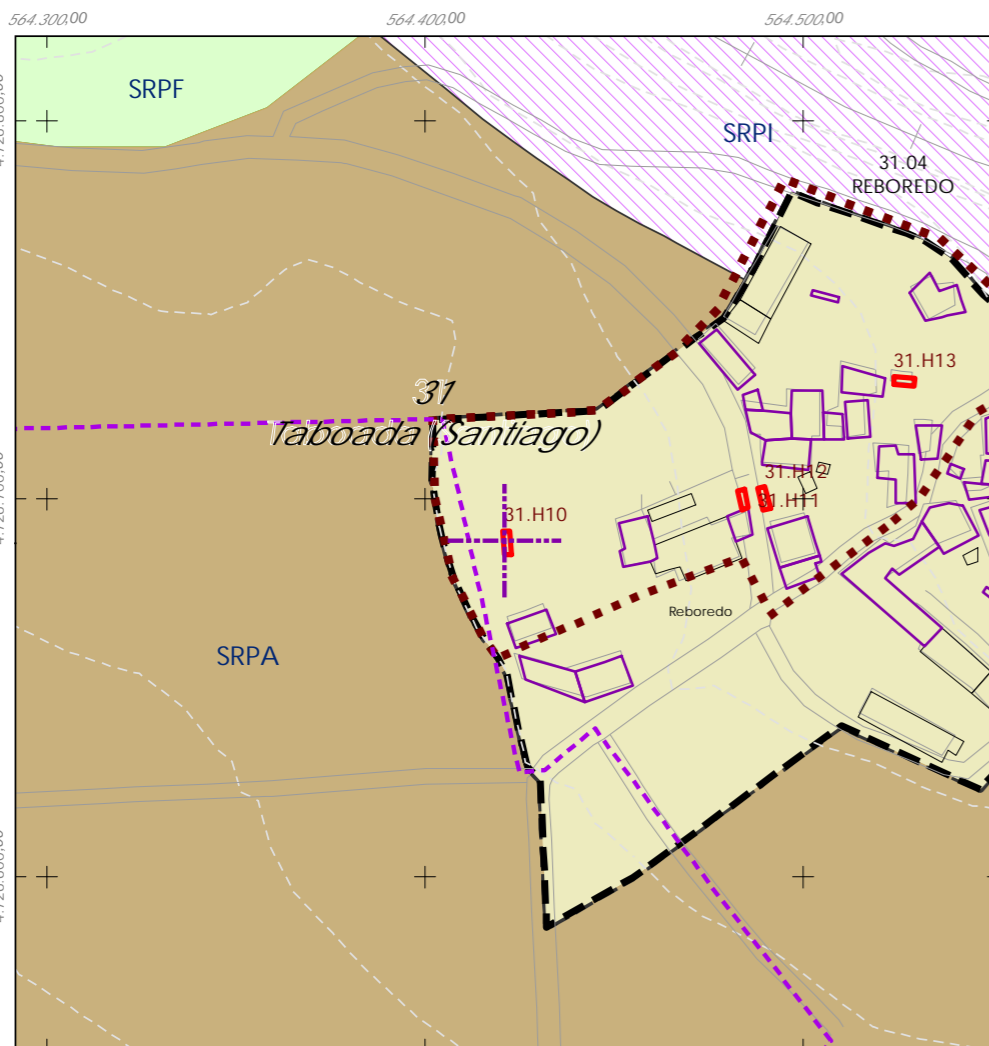 564.300,00
564.400,00
564.500,00
SRPF
SRPI
31.04
REBOREDO
31.H13
31
Taboada (Santiago)
31.H12
31.H11
31.H10
Reboredo
SRPA